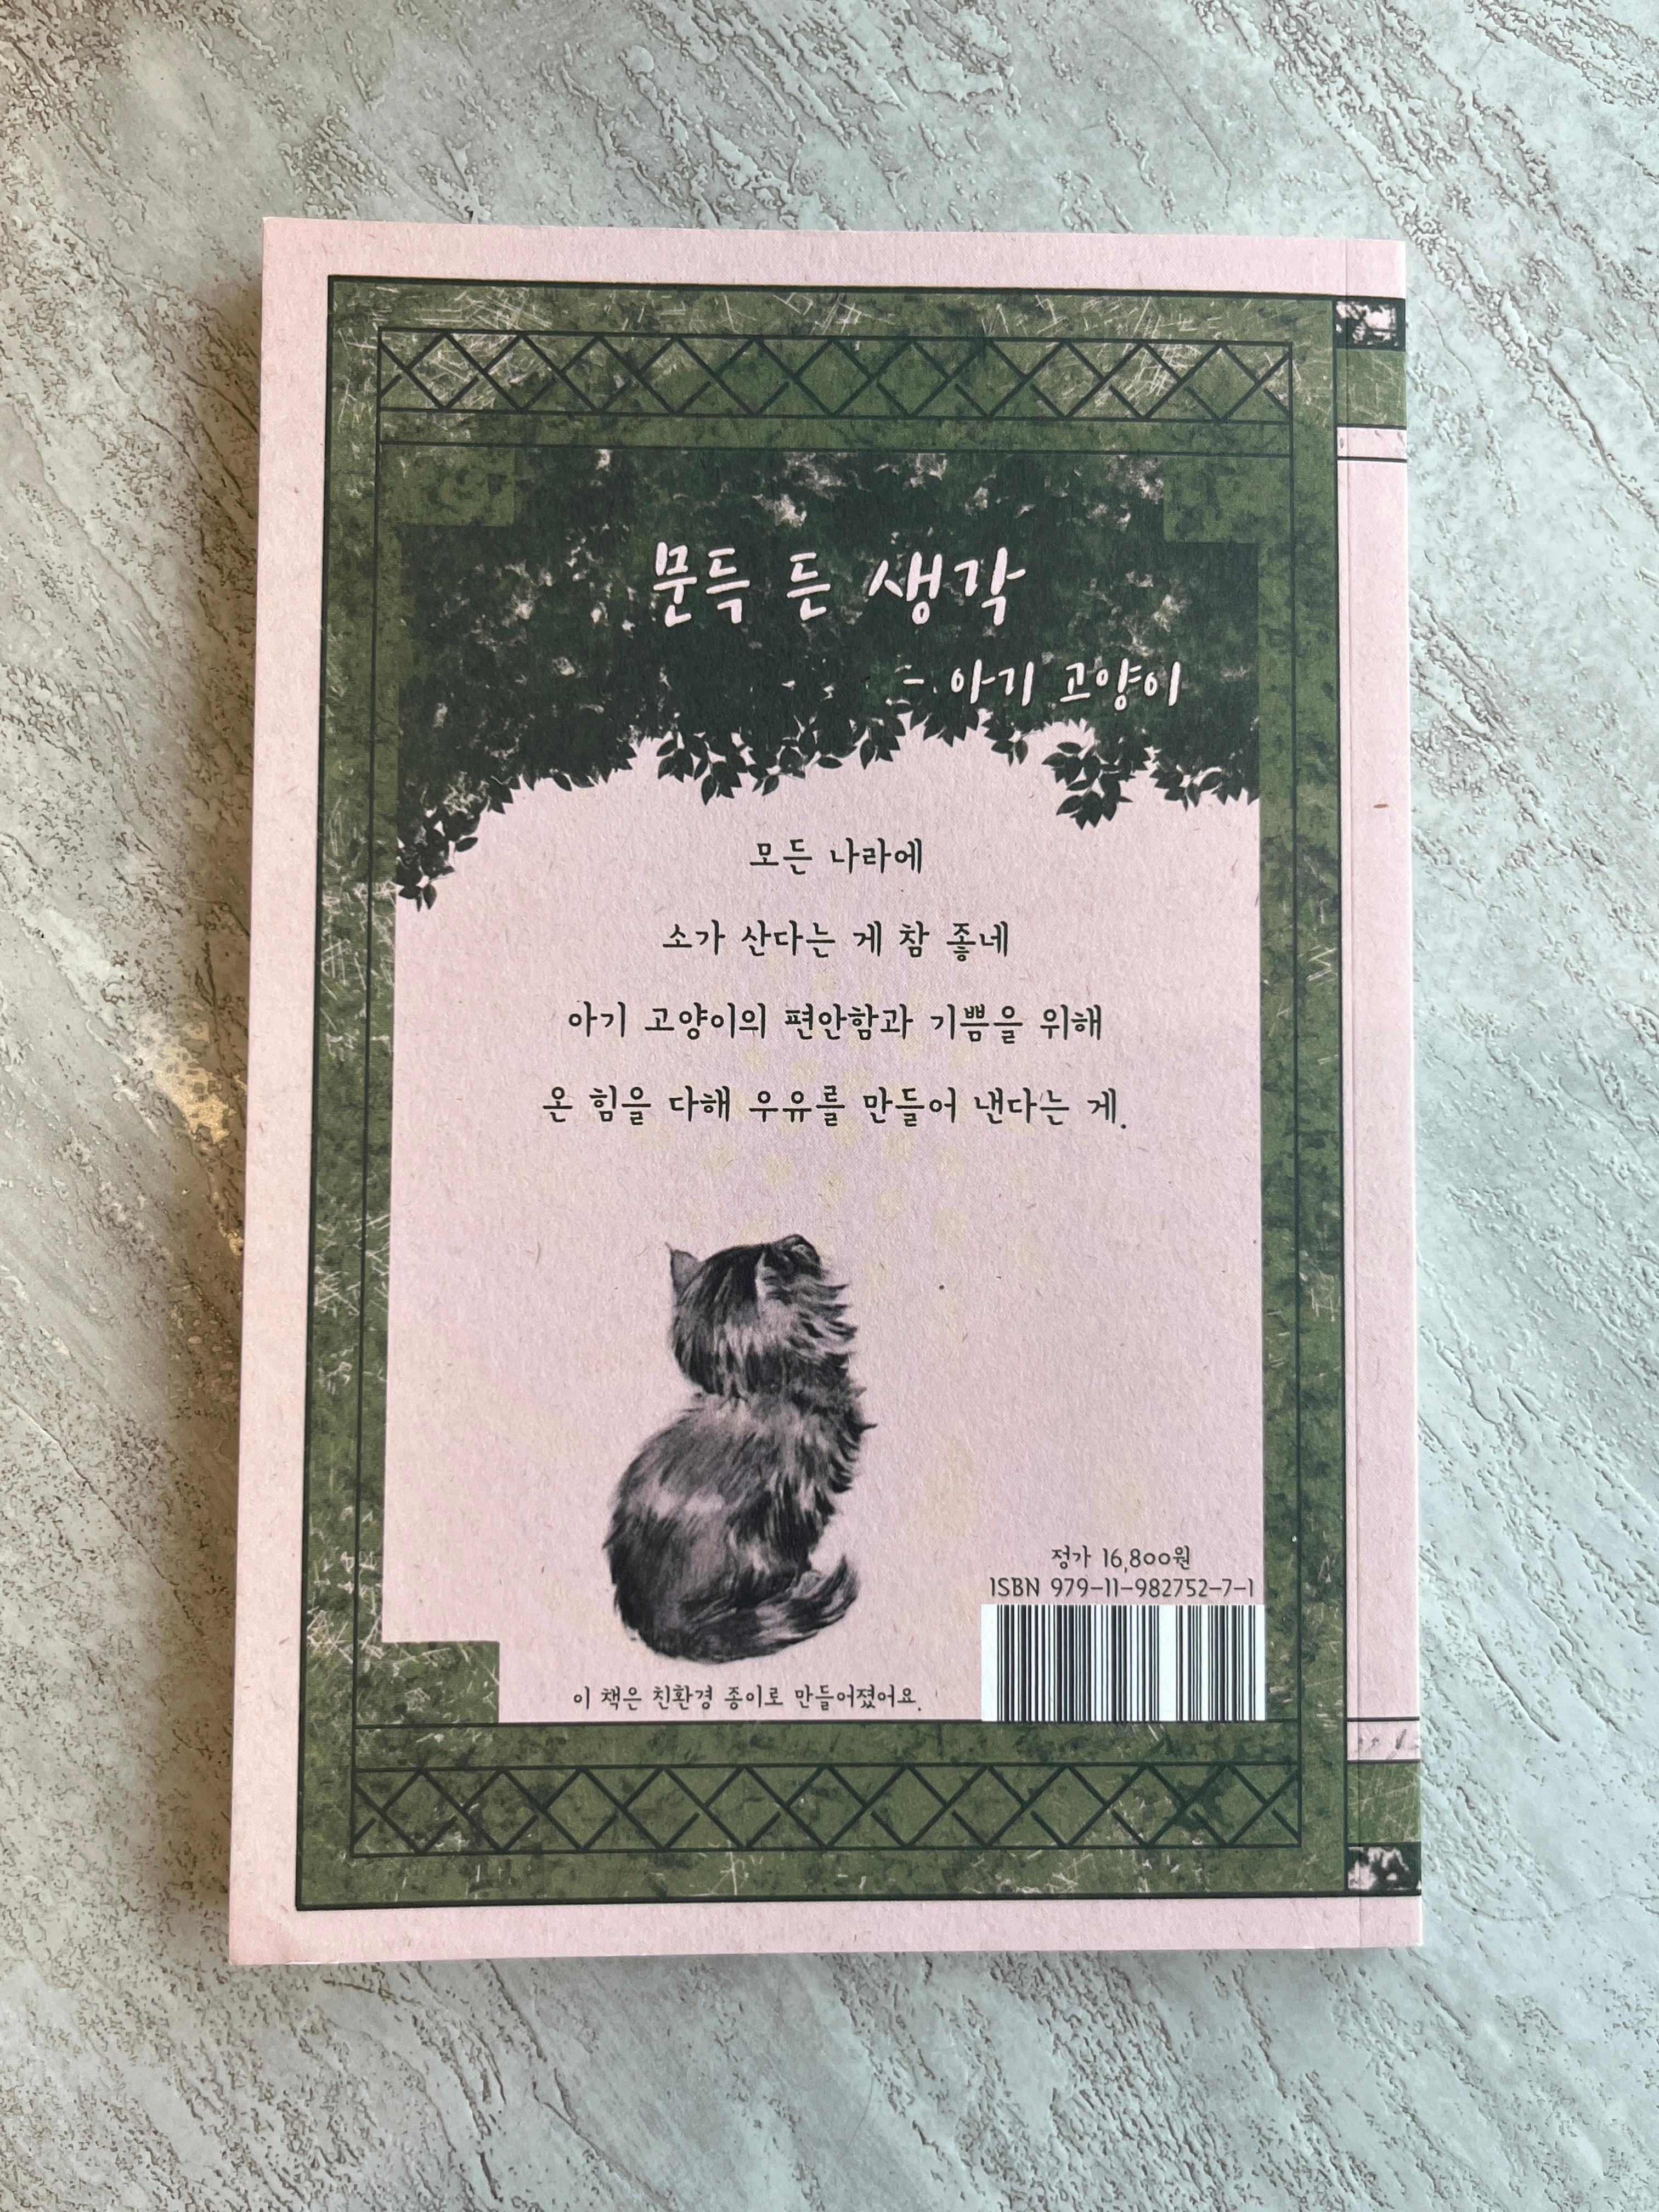 문득 든 생각
- 아기 고양이
모든 나라에
소가 산다는 게 참 좋네
아기 고양이의 편안함과 기쁨을 위해
온 힘을 다해 우유를 만들어 낸다는 게.
정가 16,800원
ISBN 979-11-982752-7-1
이 책은 친환경 종이로 만들어졌어요.